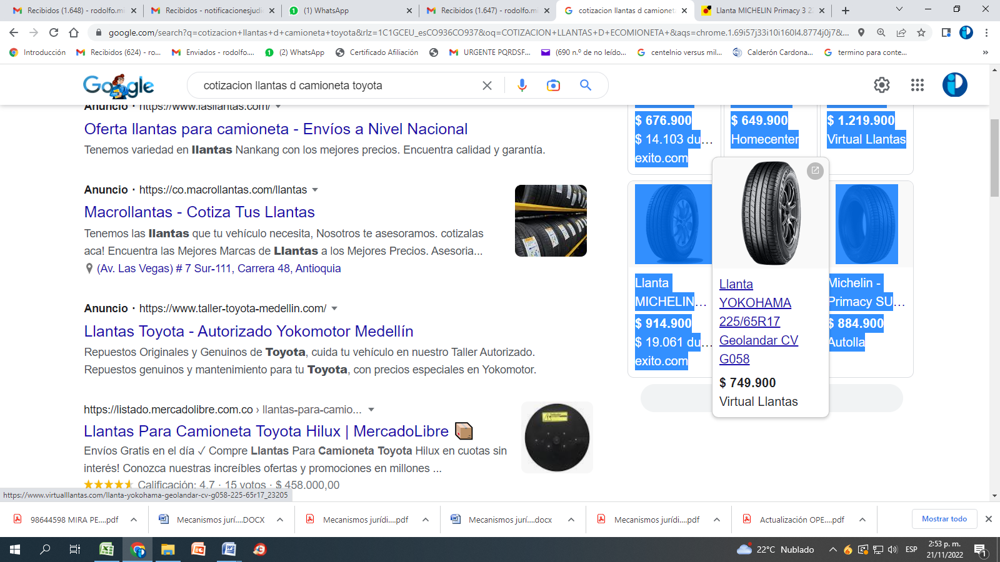 Recibidos (1.648) - rodolfo.mi
Recibidos - notificacionesjudi
(1) WhatsApp
Recibidos (1.647) - rodolfo.mi
cotizacion llantas d camioneta
Llanta MICHELIN Primacy 3 2
google.com/search?q=cotizacion+llantas+d+camioneta+toyota&rlz=1C1GCEU_esCO936CO937&oq=COTIZACION+LLANTAS+D+ECOMIONETA+&aqs=chrome.1.69i57j33i10i160l4.8774j0j7&...
Introducción
Recibidos (624) - ro...
Enviados - rodolfo....
(2) WhatsApp
Certificado Afiliación
URGENTE PQRDSF...
(690 n.º de no leído...
centelnio versus mil...
Calderón Cardona...
termino para conte...
»
Google
cotizacion llantas d camioneta toyota
Anuncio · https://www.fasllantas.com/
Oferta llantas para camioneta - Envíos a Nivel Nacional
Tenemos variedad en llantas Nankang con los mejores precios. Encuentra calidad y garantía.
Anuncio · https://co.macrollantas.com/llantas
Macrollantas - Cotiza Tus Llantas
Tenemos las llantas que tu vehículo necesita, Nosotros te asesoramos. cotizalas
aca! Encuentra las Mejores Marcas de Llantas a los Mejores Precios. Asesoria...
(Av. Las Vegas) # 7 Sur-111, Carrera 48, Antioquia
Anuncio · https://www.taller-toyota-medellin.com/
Llantas Toyota - Autorizado Yokomotor Medellín
Repuestos Originales y Genuinos de Toyota, cuida tu vehículo en nuestro Taller Autorizado.
Repuestos genuinos y mantenimiento para tu Toyota, con precios especiales en Yokomotor.
https://listado.mercadolibre.com.co › llantas-para-camio...
Llantas Para Camioneta Toyota Hilux | MercadoLibre
Envíos Gratis en el día ✓ Compre Llantas Para Camioneta Toyota Hilux en cuotas sin
interés! Conozca nuestras increíbles ofertas y promociones en millones ...
Calificación: 4,7 · 15 votos · $ 458.000,00
$ 676.900
$ 14.103 du...
exito.com
$ 649.900
Homecenter
$ 1.219.900
Virtual Llantas
Llanta
MICHELIN...
$ 914.900
$ 19.061 du...
exito.com
Llanta
YOKOHAMA
225/65R17
Geolandar CV
G058
$ 749.900
Virtual Llantas
Michelin -
Primacy SU...
$ 884.900
Autolla
https://www.virtualllantas.com/llanta-yokohama-geolandar-cv-g058-225-65r17_23205
98644598 MIRA PE....pdf
Mecanismos jurí....DOCX
Mecanismos jurídi....pdf
Mecanismos jurí....docx
Mecanismos jurídi....pdf
Actualización OPE....pdf
Mostrar todo
22°C Nublado
ESP
2:53 p. m.
21/11/2022
1